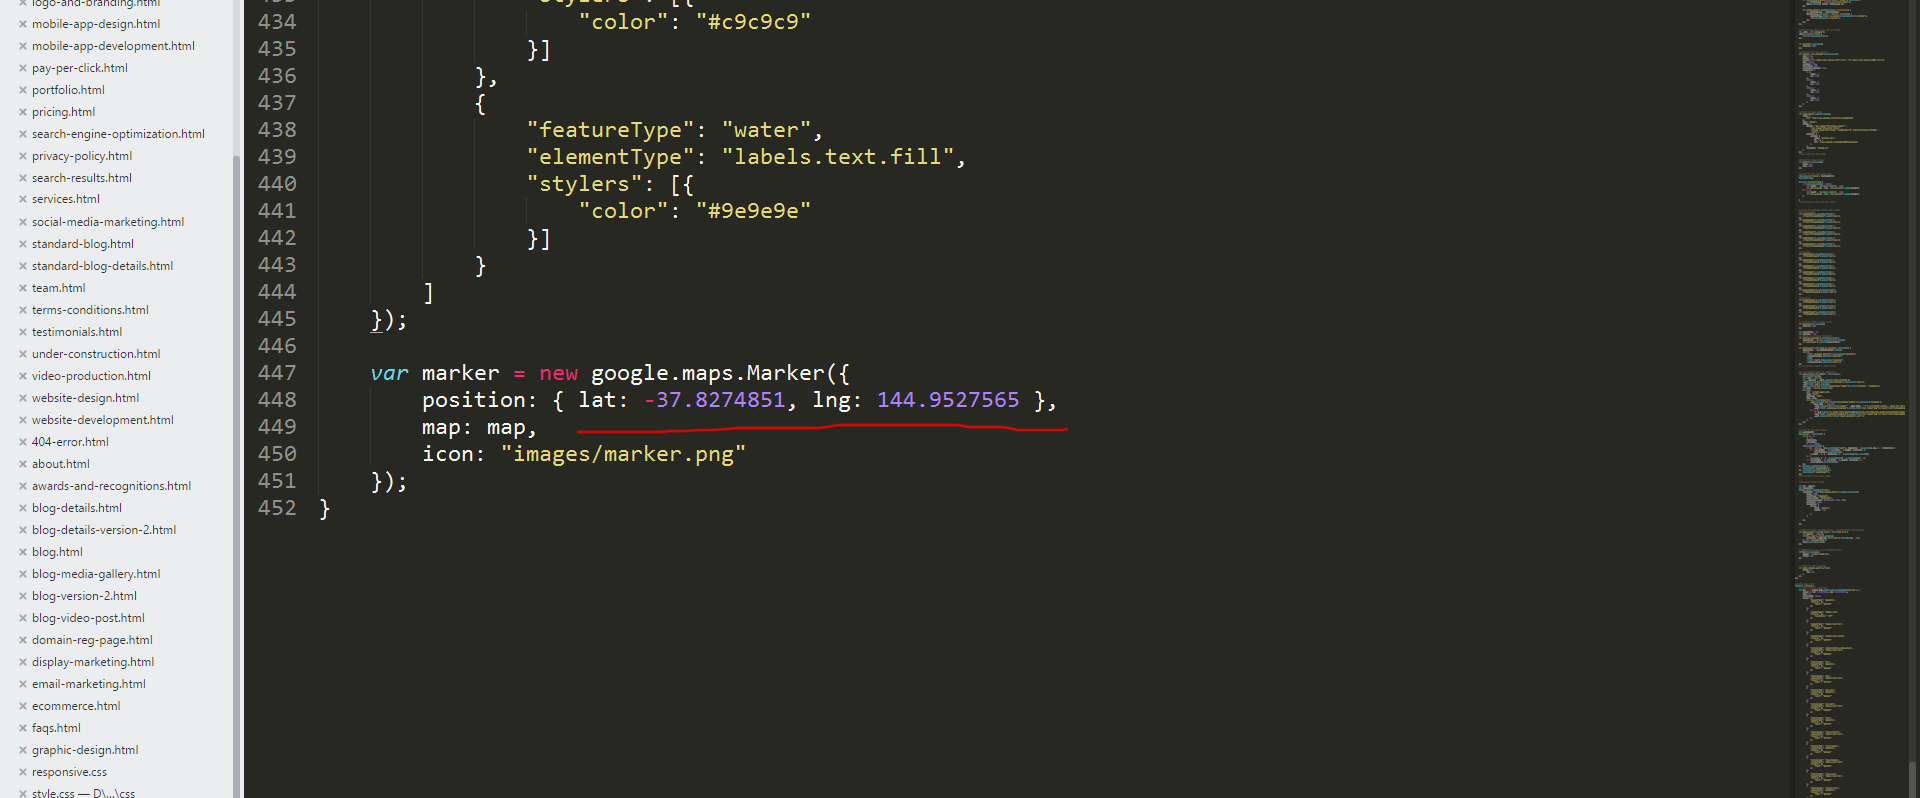 logo-and-branding.html
mobile-app-design.html
mobile-app-development.html
pay-per-click.html
portfolio.html
pricing.html
search-engine-optimization.html
privacy-policy.html
search-results.html
services.html
social-media-marketing.html
standard-blog.html
standard-blog-details.html
team.html
terms-conditions.html
testimonials.html
under-construction.html
video-production.html
website-design.html
website-development.html
404-error.html
about.html
awards-and-recognitions.html
blog-details.html
blog-details-version-2.html
blog.html
blog-media-gallery.html
blog-version-2.html
blog-video-post.html
domain-reg-page.html
display-marketing.html
email-marketing.html
ecommerce.html
faqs.html
graphic-design.html
responsive.css
style.css — D\...\css
433 "stylers": [{
434 "color": "#c9c9c9"
435 }]
436 },
437 {
438 "featureType": "water",
439 "elementType": "labels.text.fill",
440 "stylers": [{
441 "color": "#9e9e9e"
442 }]
443 }
444 ]
445 });
446
447 var marker = new google.maps.Marker({
448 position: { lat: -37.8274851, lng: 144.9527565 },
449 map: map,
450 icon: "images/marker.png"
451 });
452 }